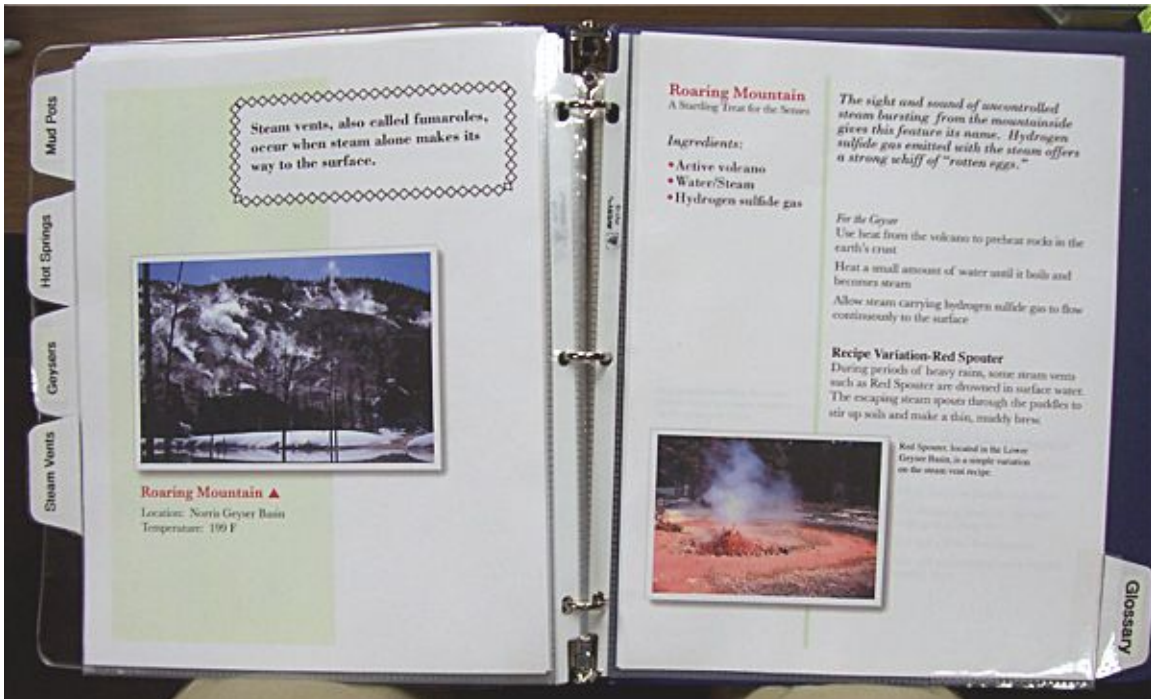 Mud Pots
Hot Springs
Geysers
Steam Vents
Steam vents, also called fumaroles,
occur when steam alone makes its
way to the surface.
Roaring Mountain ▲
Location: Norris Geyser Basin
Temperature: 199 F
Roaring Mountain
A Startling Treat for the Senses
Ingredients:
• Active volcano
• Water/Steam
• Hydrogen sulfide gas
The sight and sound of uncontrolled
steam bursting from the mountainside
gives this feature its name. Hydrogen
sulfide gas emitted with the steam offers
a strong whiff of "rotten eggs."
For the Geyser
Use heat from the volcano to preheat rocks in the
earth's crust
Heat a small amount of water until it boils and
becomes steam
Allow steam carrying hydrogen sulfide gas to flow
continuously to the surface
Recipe Variation-Red Spouter
During periods of heavy rains, some steam vents
such as Red Spouter are drowned in surface water.
The escaping steam spouts through the puddles to
stir up soils and make a thin, muddy brew.
Red Spouter, located in the Lower
Geyser Basin, is a simple variation
on the steam vent recipe.
Glossary